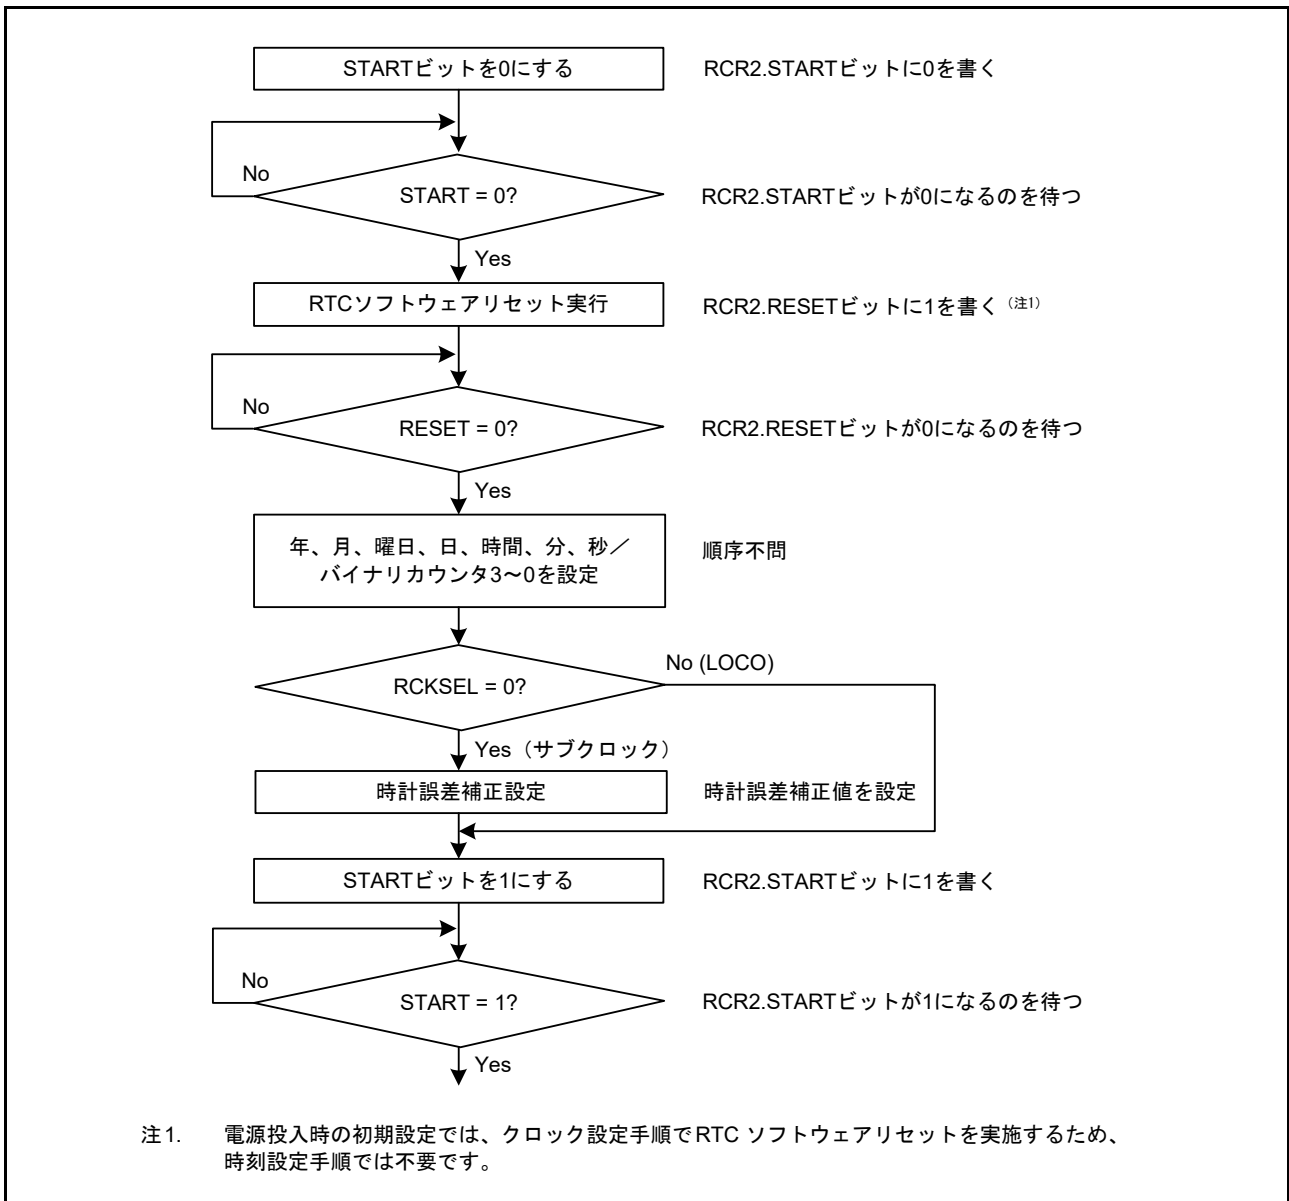 STARTビットを0にする
RCR2.STARTビットに0を書く
No
START = 0?
RCR2.STARTビットが0になるのを待つ
Yes
RTCソフトウェアリセット実行
RCR2.RESETビットに1を書く（注1）
No
RESET = 0?
RCR2.RESETビットが0になるのを待つ
Yes
年、月、曜日、日、時間、分、秒／
バイナリカウンタ3～0を設定
順序不問
No (LOCO)
RCKSEL = 0?
Yes（サブクロック）
時計誤差補正設定
時計誤差補正値を設定
STARTビットを1にする
RCR2.STARTビットに1を書く
No
START = 1?
RCR2.STARTビットが1になるのを待つ
Yes
注1. 電源投入時の初期設定では、クロック設定手順でRTC ソフトウェアリセットを実施するため、
時刻設定手順では不要です。